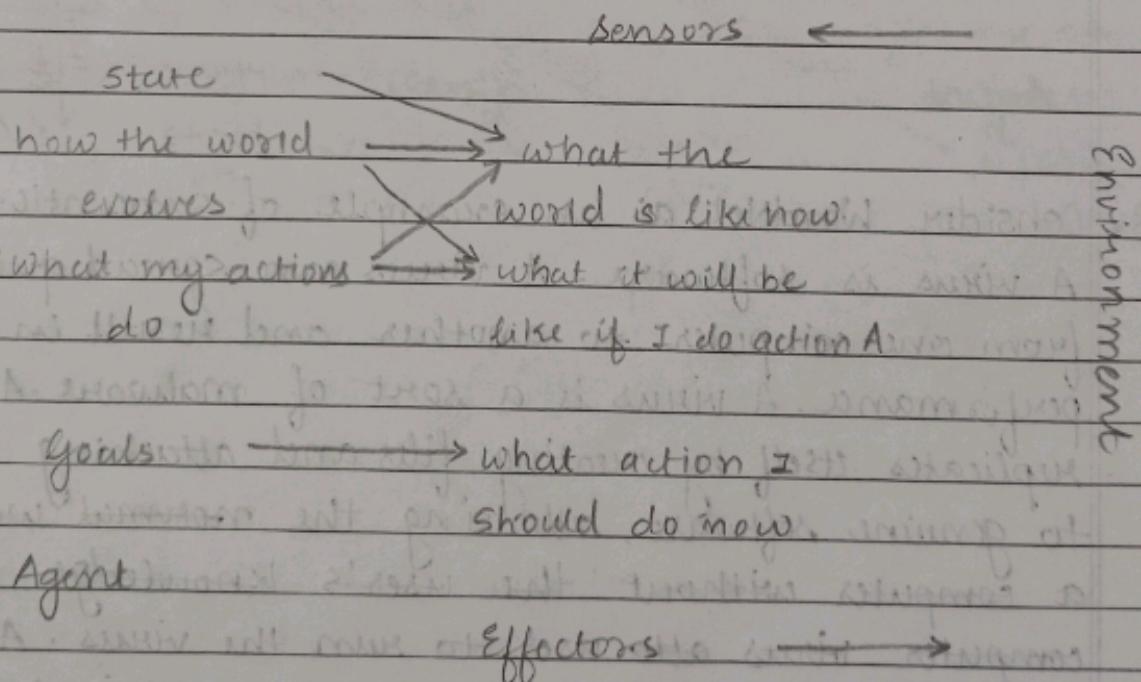 Sensors
state
how the world what the
evolves world is like now
what my actions what it will be
do like if I do action A
Goals what action I
should do now.
Agent
Effectors
Environment